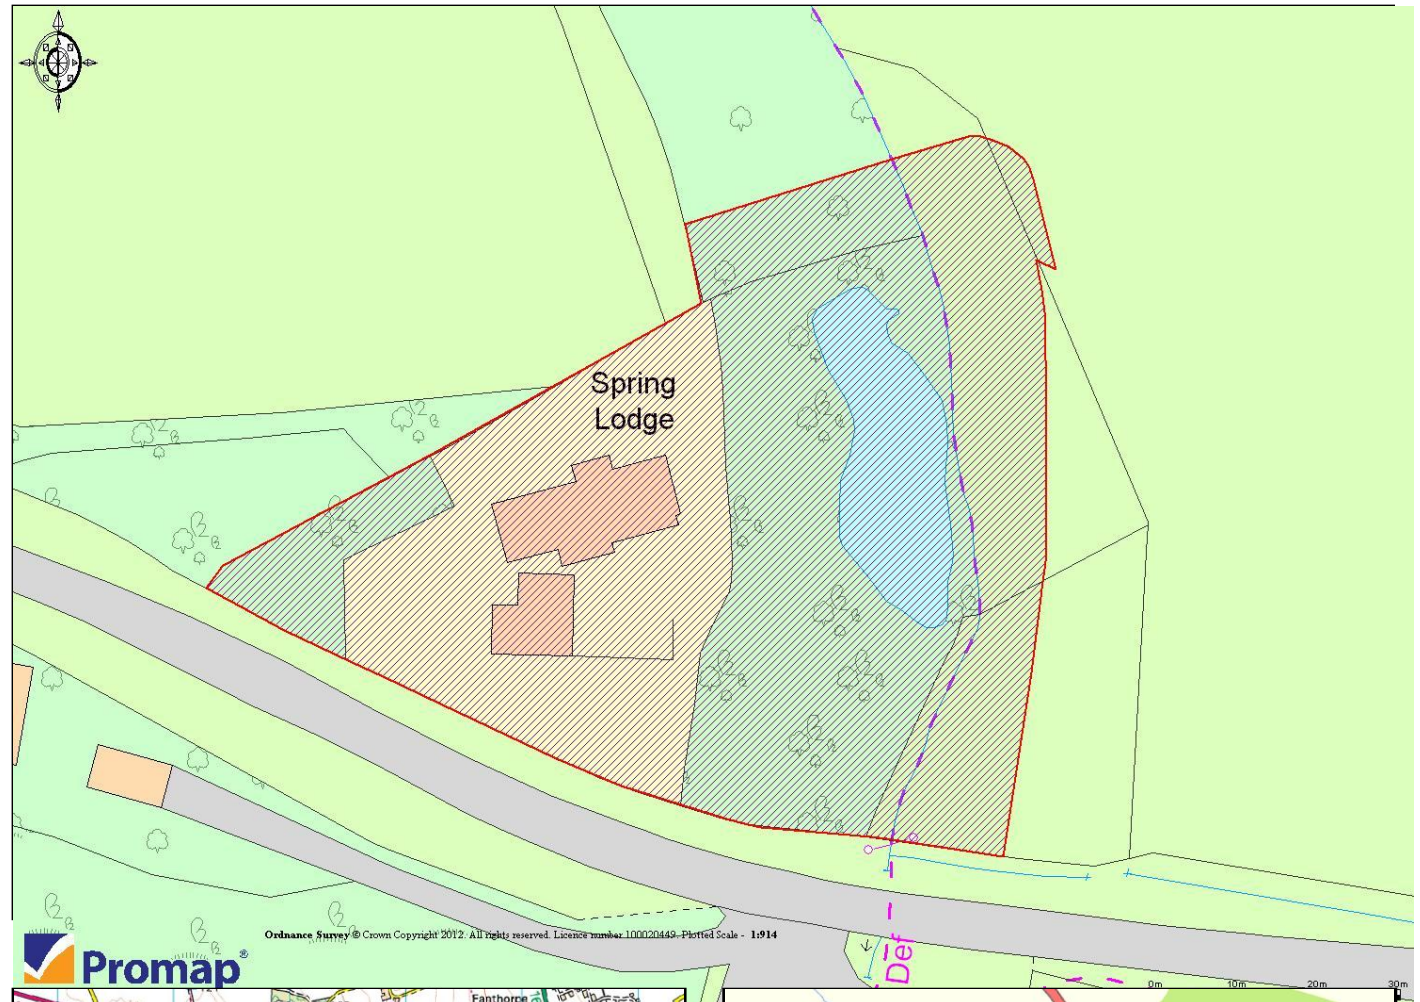 Spring
Lodge
Ordnance Survey © Crown Copyright 2012. All rights reserved. Licence number 100020449. Plotted Scale - 1:914
Promap®
Def
0m 10m 20m 30m
Fanthorpe